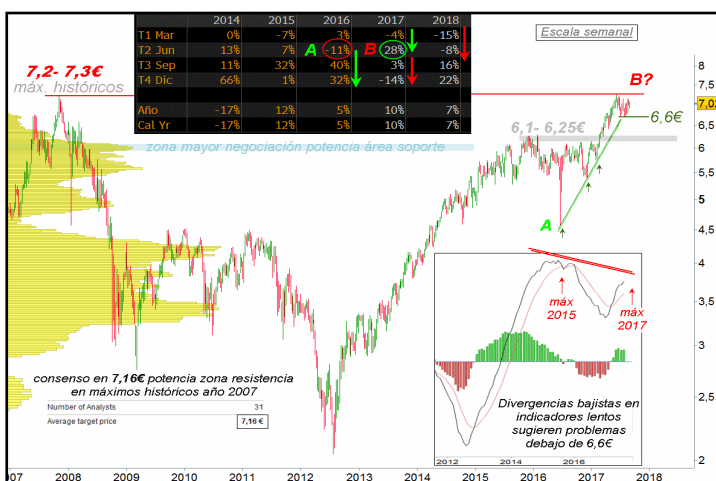 2014 2015 2016 2017 2018
T1 Mar 0% -7% 3% -4% -15%
T2 Jun 13% 7% A -11% B 28% -8%
T3 Sep 11% 32% 40% 3% 16%
T4 Dic 66% 1% 32% -14% 22%
Año -17% 12% 5% 10% 7%
Cal Yr -17% 12% 5% 10% 7%
Escala semanal
7,2- 7,3€
máx. históricos
B?
8
7,5
7,0
6,6€
6,5
6,1- 6,25€
zona mayor negociación potencia área soporte
6
5,5
5
A
4,5
4
3,5
3
2,5
2
máx
2015
máx
2017
consenso en 7,16€ potencia zona resistencia
en máximos históricos año 2007
Number of Analysts 31
Average target price 7,16 €
Divergencias bajistas en
indicadores lentos
sugieren problemas
debajo de 6,6€
2012 2014 2016
007 2008 2009 2010 2011 2012 2013 2014 2015 2016 2017 2018